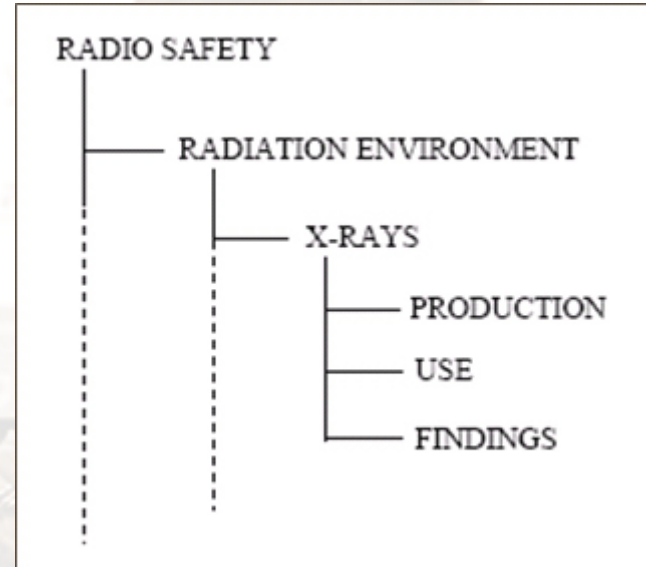 RADIO SAFETY
RADIATION ENVIRONMENT
X-RAYS
PRODUCTION
USE
FINDINGS